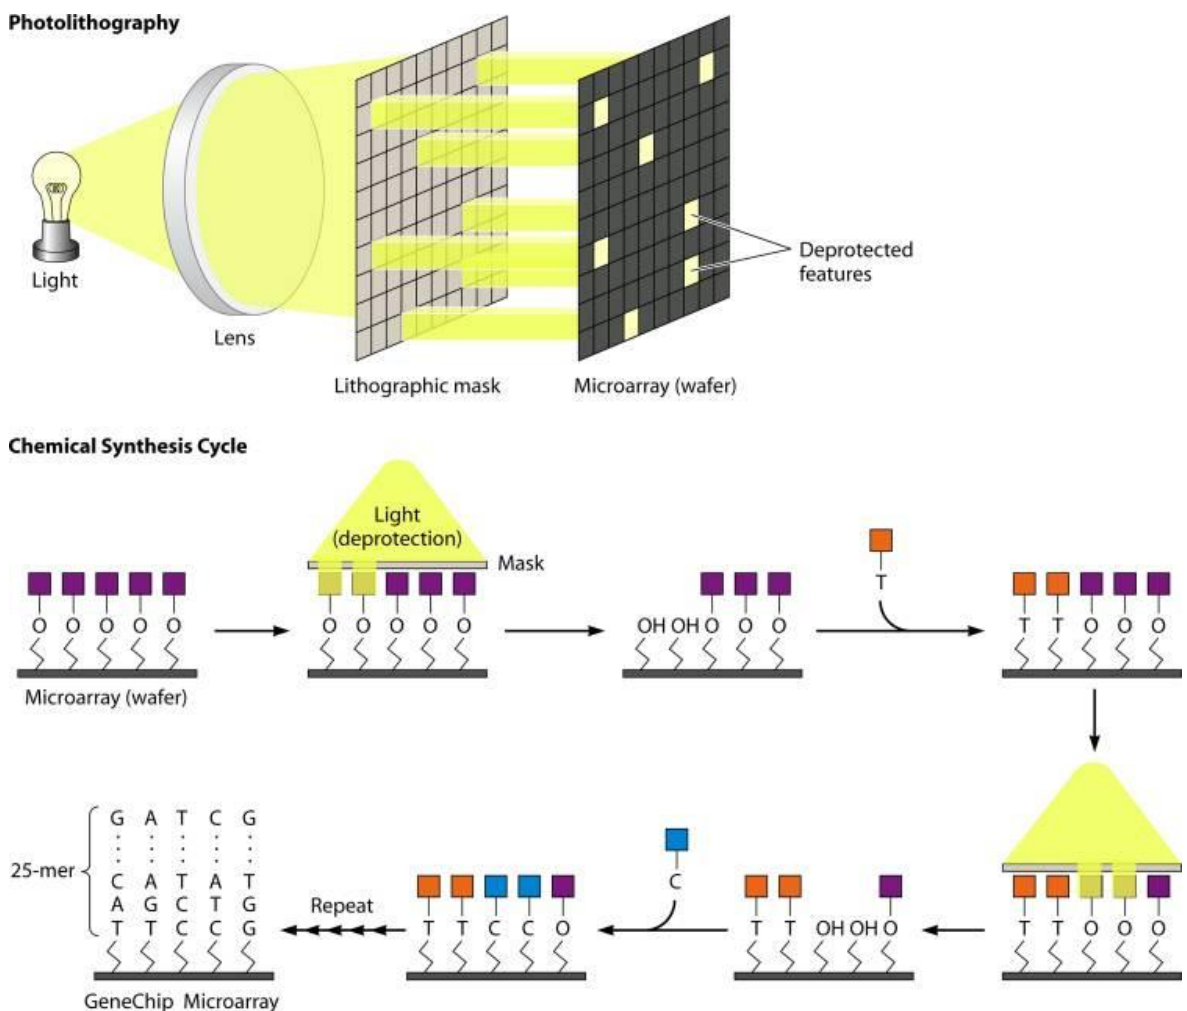 Photolithography
Light
Lens
Lithographic mask
Microarray (wafer)
Deprotected
features
Chemical Synthesis Cycle
Light
(deprotection)
Mask
O O O O O
O O O O O
OH OH O O O
T
T T O O O
Microarray (wafer)
T T O O O
C
T T OH OH O
T T C C O
Repeat
25-mer
G A T C G
C A T A T
A G C T G
T T C C G
GeneChip Microarray